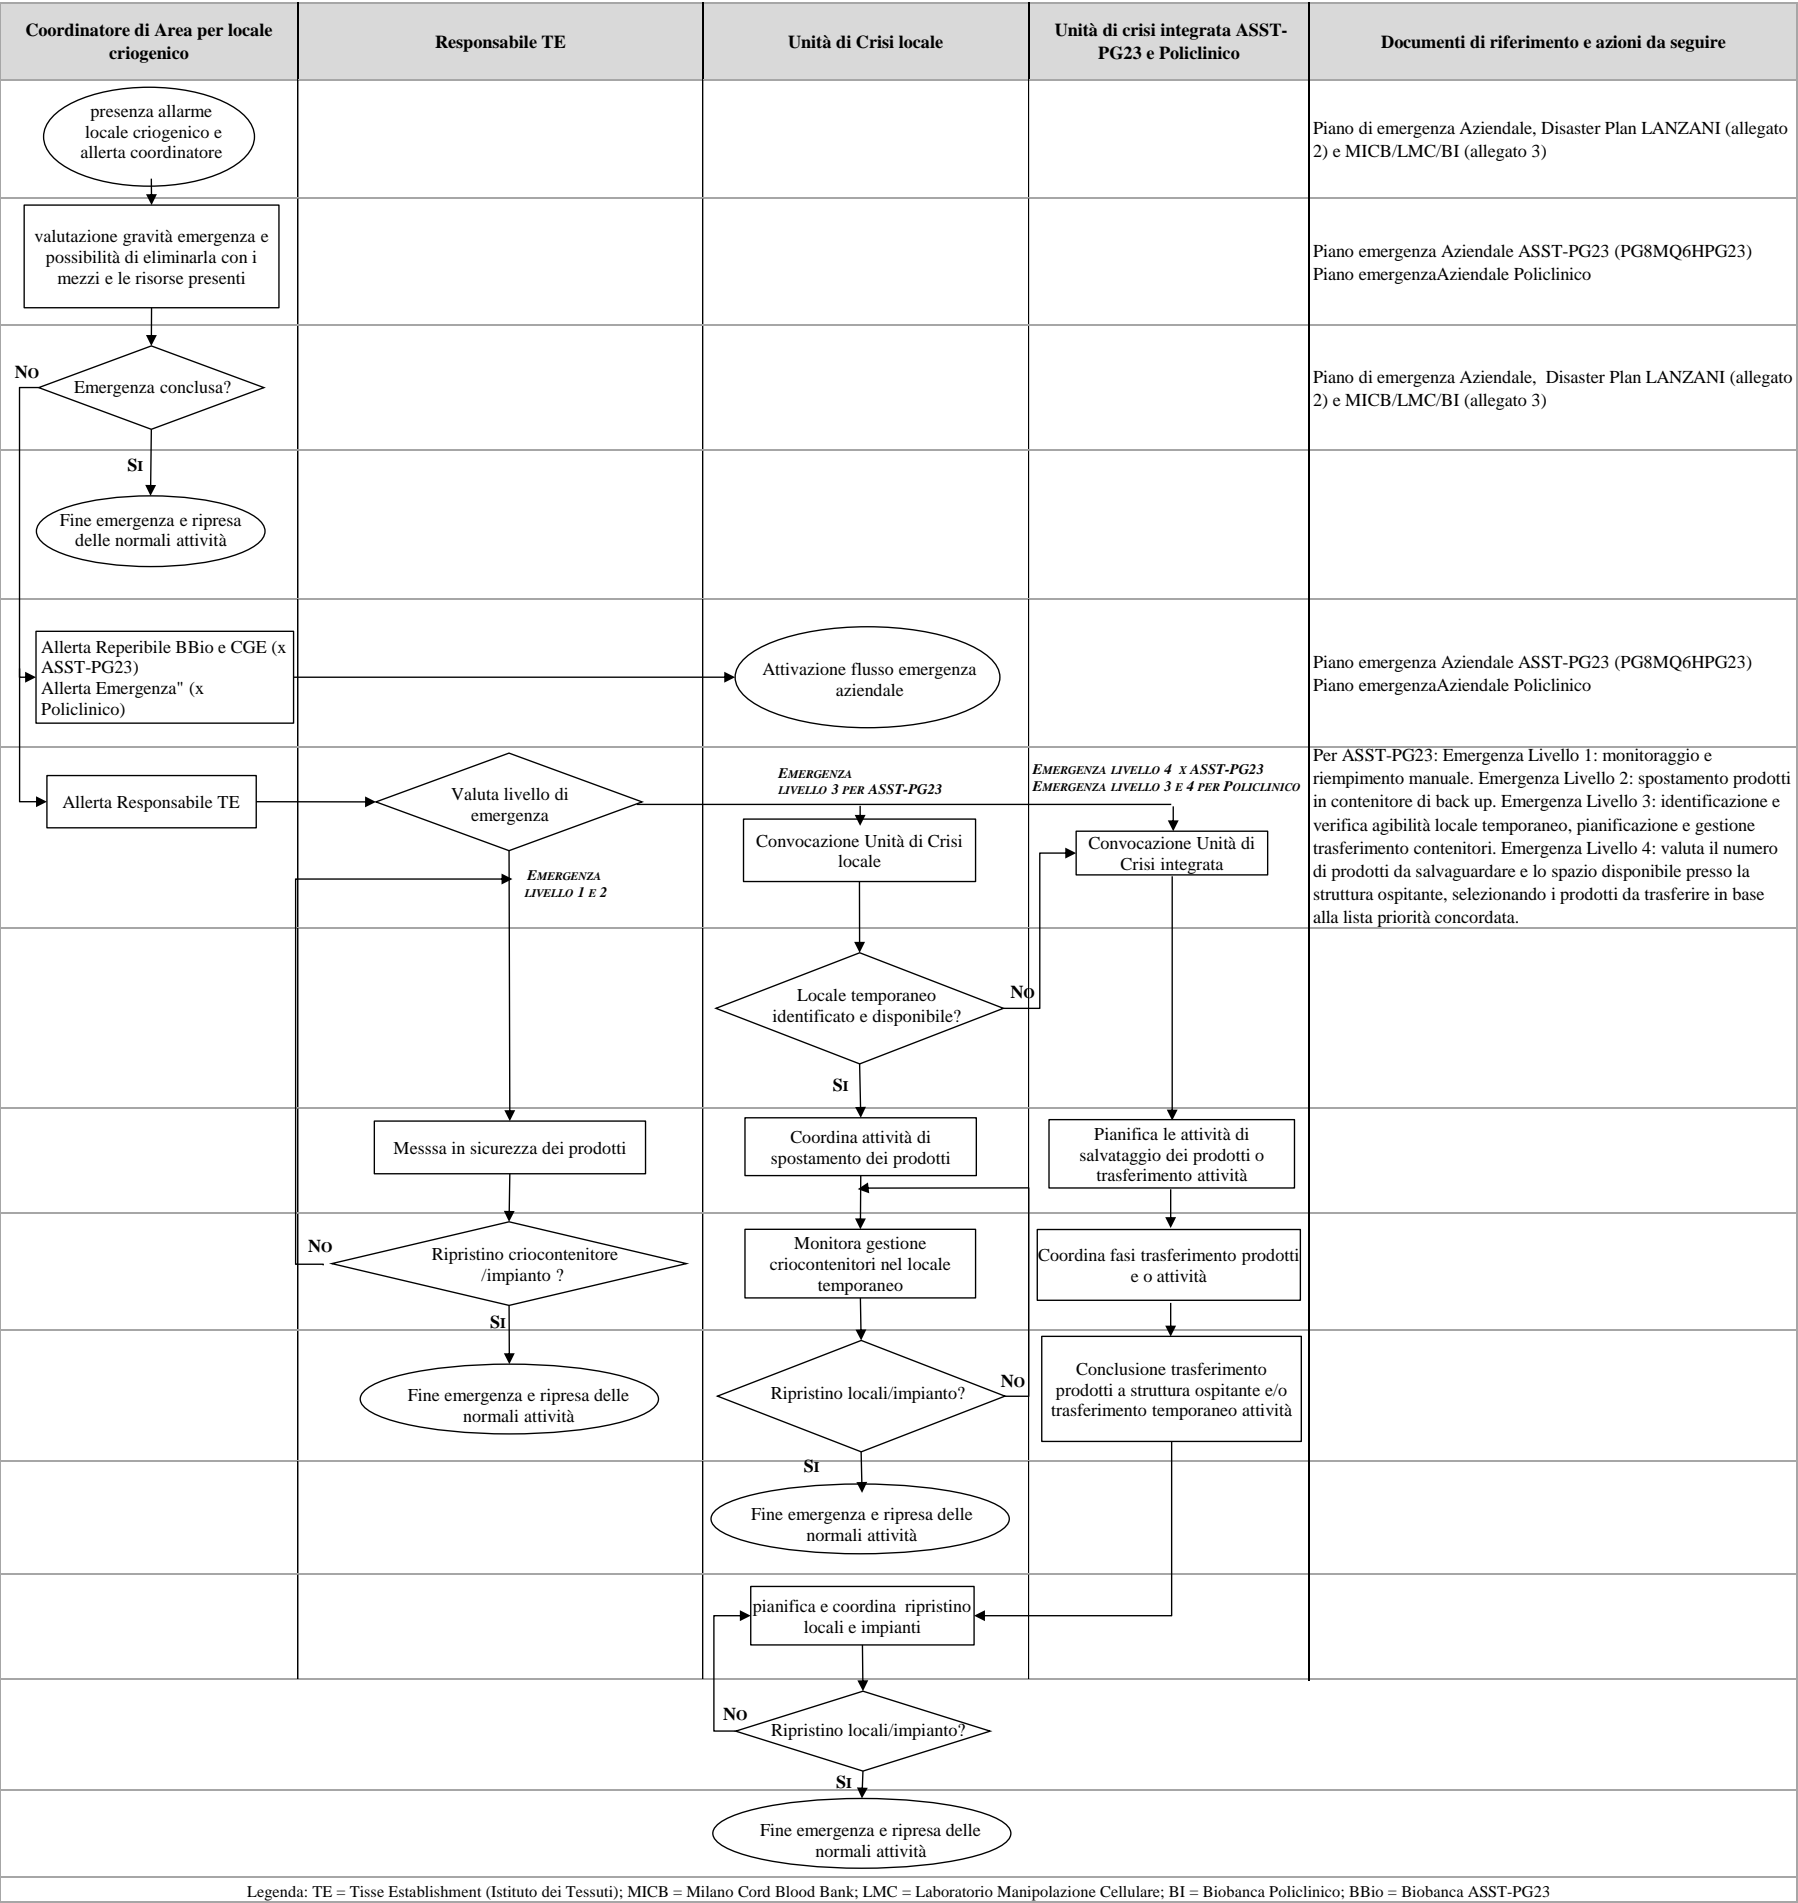 Coordinatore di Area per locale
criogenico
Responsabile TE
Unità di Crisi locale
Unità di crisi integrata ASST-
PG23 e Policlinico
Documenti di riferimento e azioni da seguire
presenza allarme
locale criogenico e
allerta coordinatore
Piano di emergenza Aziendale, Disaster Plan LANZANI (allegato
2) e MICB/LMC/BI (allegato 3)
valutazione gravità emergenza e
possibilità di eliminarla con i
mezzi e le risorse presenti
Piano emergenza Aziendale ASST-PG23 (PG8MQ6HPG23)
Piano emergenzaAziendale Policlinico
NO
Emergenza conclusa?
Piano di emergenza Aziendale,  Disaster Plan LANZANI (allegato
2) e MICB/LMC/BI (allegato 3)
SI
Fine emergenza e ripresa
delle normali attività
Allerta Reperibile BBio e CGE (x
ASST-PG23)
Allerta Emergenza" (x
Policlinico)
Attivazione flusso emergenza
aziendale
Piano emergenza Aziendale ASST-PG23 (PG8MQ6HPG23)
Piano emergenzaAziendale Policlinico
Allerta Responsabile TE
Valuta livello di
emergenza
EMERGENZA
LIVELLO 3 PER ASST-PG23
EMERGENZA LIVELLO 4  X ASST-PG23
EMERGENZA LIVELLO 3 E 4 PER POLICLINICO
Per ASST-PG23: Emergenza Livello 1: monitoraggio e
riempimento manuale. Emergenza Livello 2: spostamento prodotti
in contenitore di back up. Emergenza Livello 3: identificazione e
verifica agibilità locale temporaneo, pianificazione e gestione
trasferimento contenitori. Emergenza Livello 4: valuta il numero
di prodotti da salvaguardare e lo spazio disponibile presso la
struttura ospitante, selezionando i prodotti da trasferire in base
alla lista priorità concordata.
Convocazione Unità di Crisi
locale
Convocazione Unità di
Crisi integrata
EMERGENZA
LIVELLO 1 E 2
Locale temporaneo
identificato e disponibile?
NO
SI
Messsa in sicurezza dei prodotti
Coordina attività di
spostamento dei prodotti
Pianifica le attività di
salvataggio dei prodotti o
trasferimento attività
NO
Ripristino criocontenitore
/impianto ?
Monitora gestione
criocontenitori nel locale
temporaneo
Coordina fasi trasferimento prodotti
e o attività
SI
Fine emergenza e ripresa delle
normali attività
Ripristino locali/impianto?
NO
Conclusione trasferimento
prodotti a struttura ospitante e/o
trasferimento temporaneo attività
SI
Fine emergenza e ripresa delle
normali attività
pianifica e coordina  ripristino
locali e impianti
NO
Ripristino locali/impianto?
SI
Fine emergenza e ripresa delle
normali attività
Legenda: TE = Tisse Establishment (Istituto dei Tessuti); MICB = Milano Cord Blood Bank; LMC = Laboratorio Manipolazione Cellulare; BI = Biobanca Policlinico; BBio = Biobanca ASST-PG23